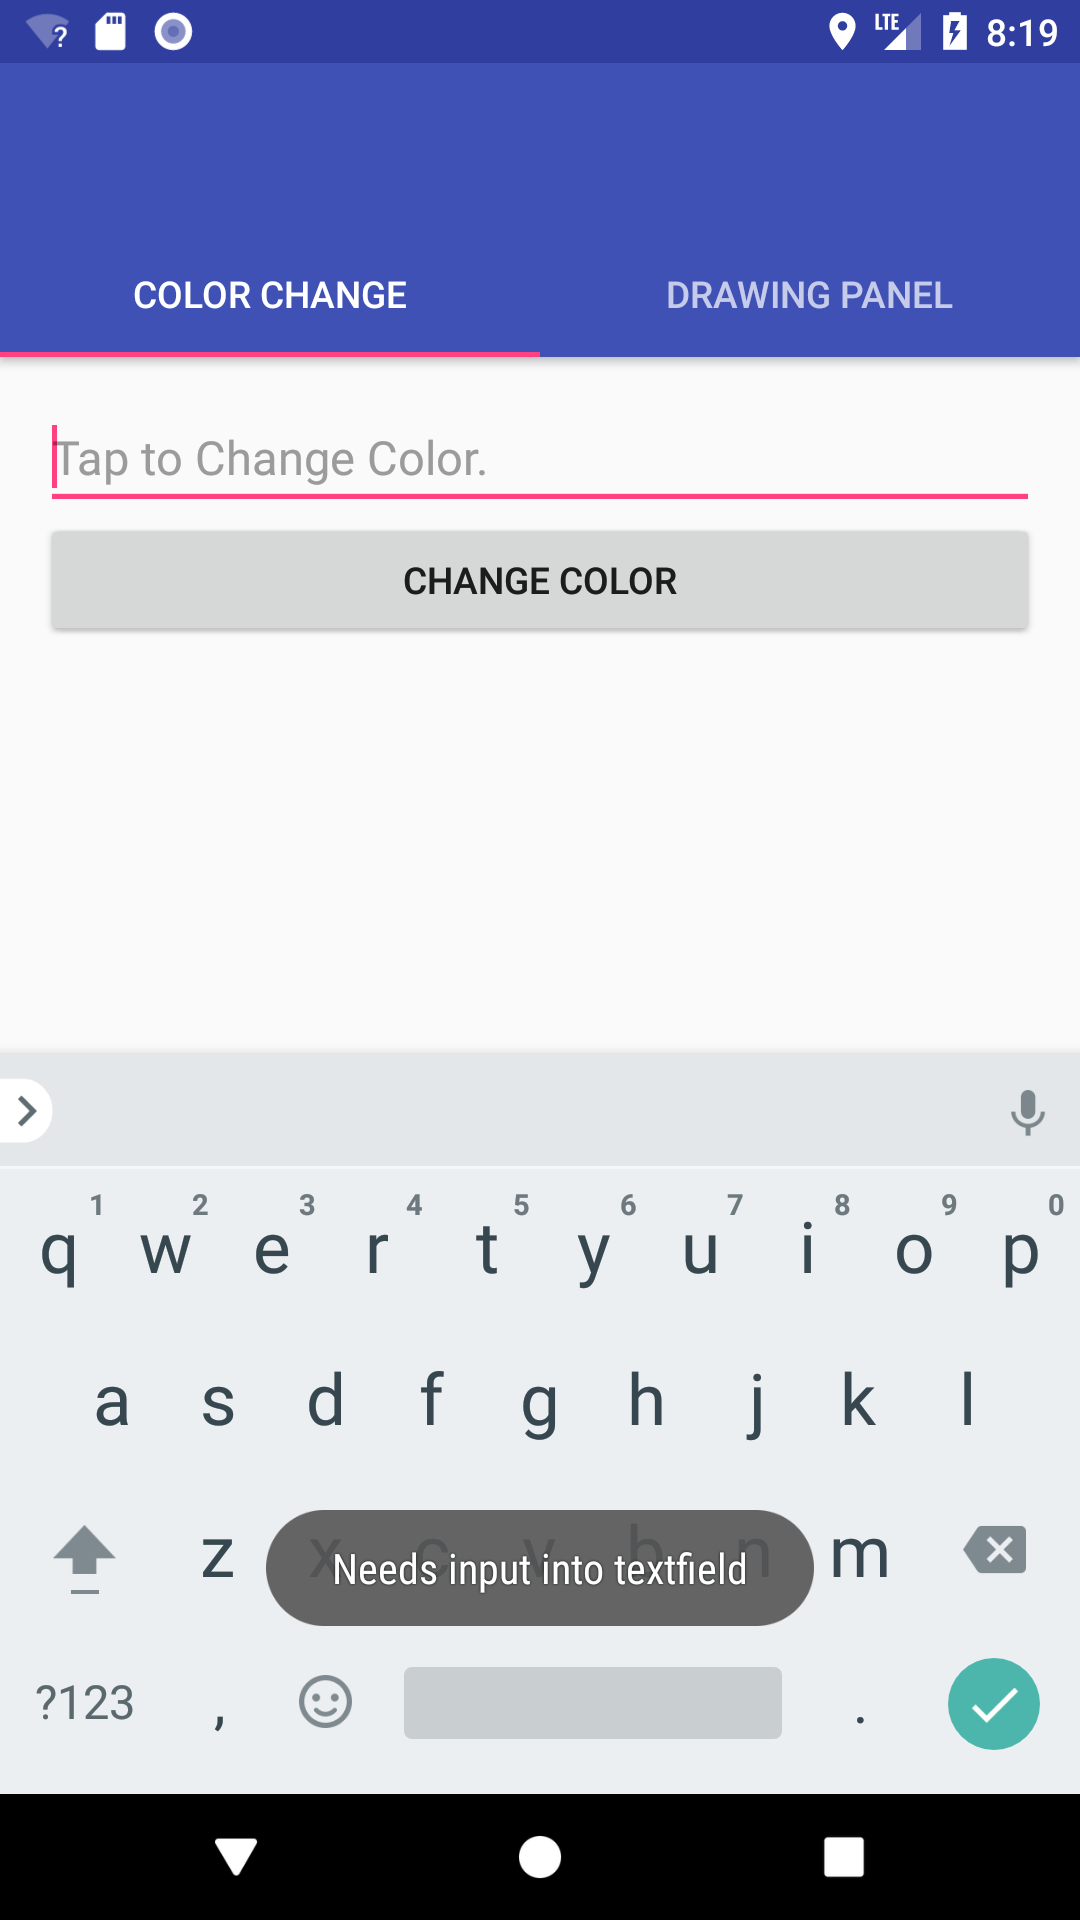 LTE 8:19
COLOR CHANGE DRAWING PANEL
Tap to Change Color.
CHANGE COLOR
1 2 3 4 5 6 7 8 9 0
q w e r t y u i o p
a s d f g h j k l
z x c v b n m
Needs input into textfield
?123 , .